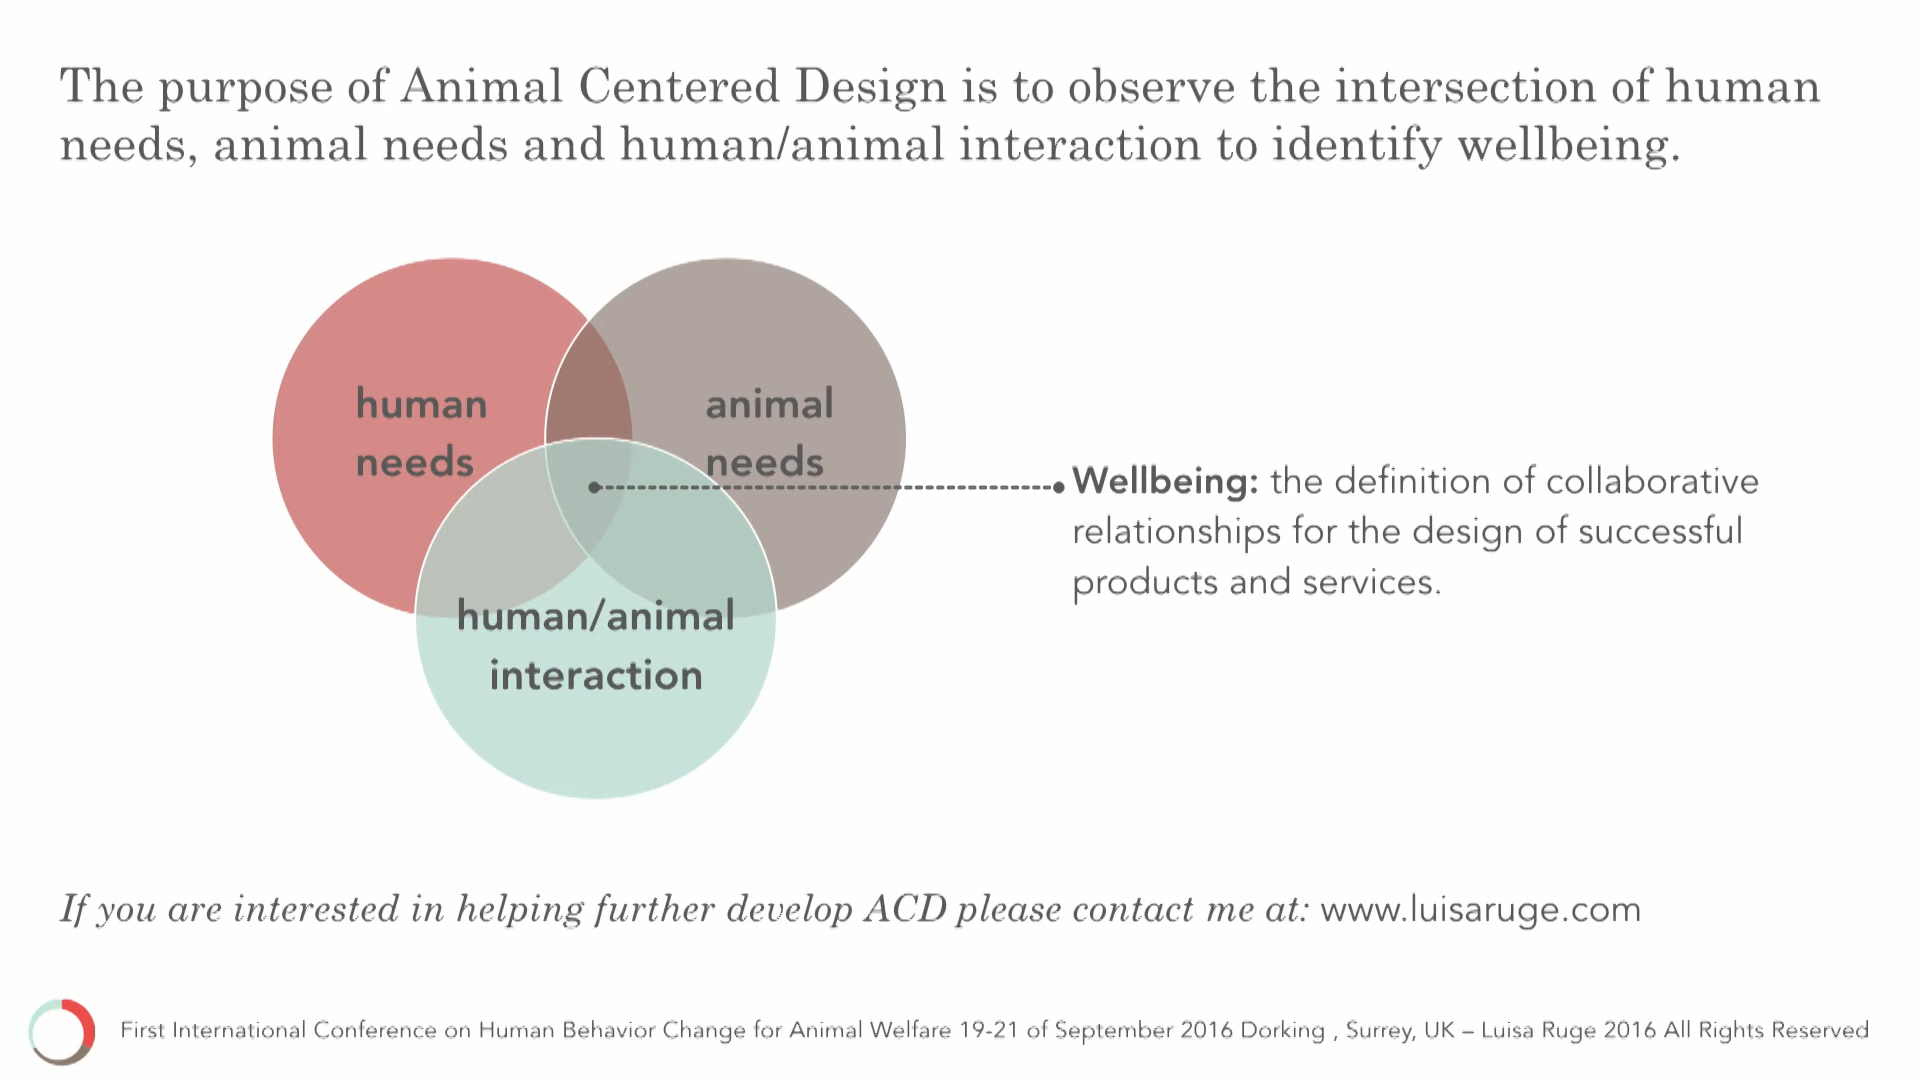 The purpose of Animal Centered Design is to observe the intersection of human
needs, animal needs and human/animal interaction to identify wellbeing.
human
needs
animal
needs
human/animal
interaction
Wellbeing: the definition of collaborative
relationships for the design of successful
products and services.
If you are interested in helping further develop ACD please contact me at: www.luisaruge.com
First International Conference on Human Behavior Change for Animal Welfare 19-21 of September 2016 Dorking , Surrey, UK – Luisa Ruge 2016 All Rights Reserved